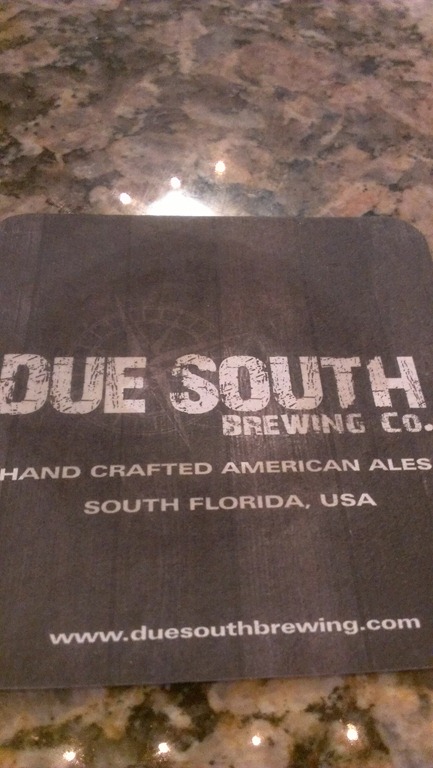 DUE SOUTH
BREWING CO.
HAND CRAFTED AMERICAN ALES
SOUTH FLORIDA, USA
www.duesouthbrewing.com